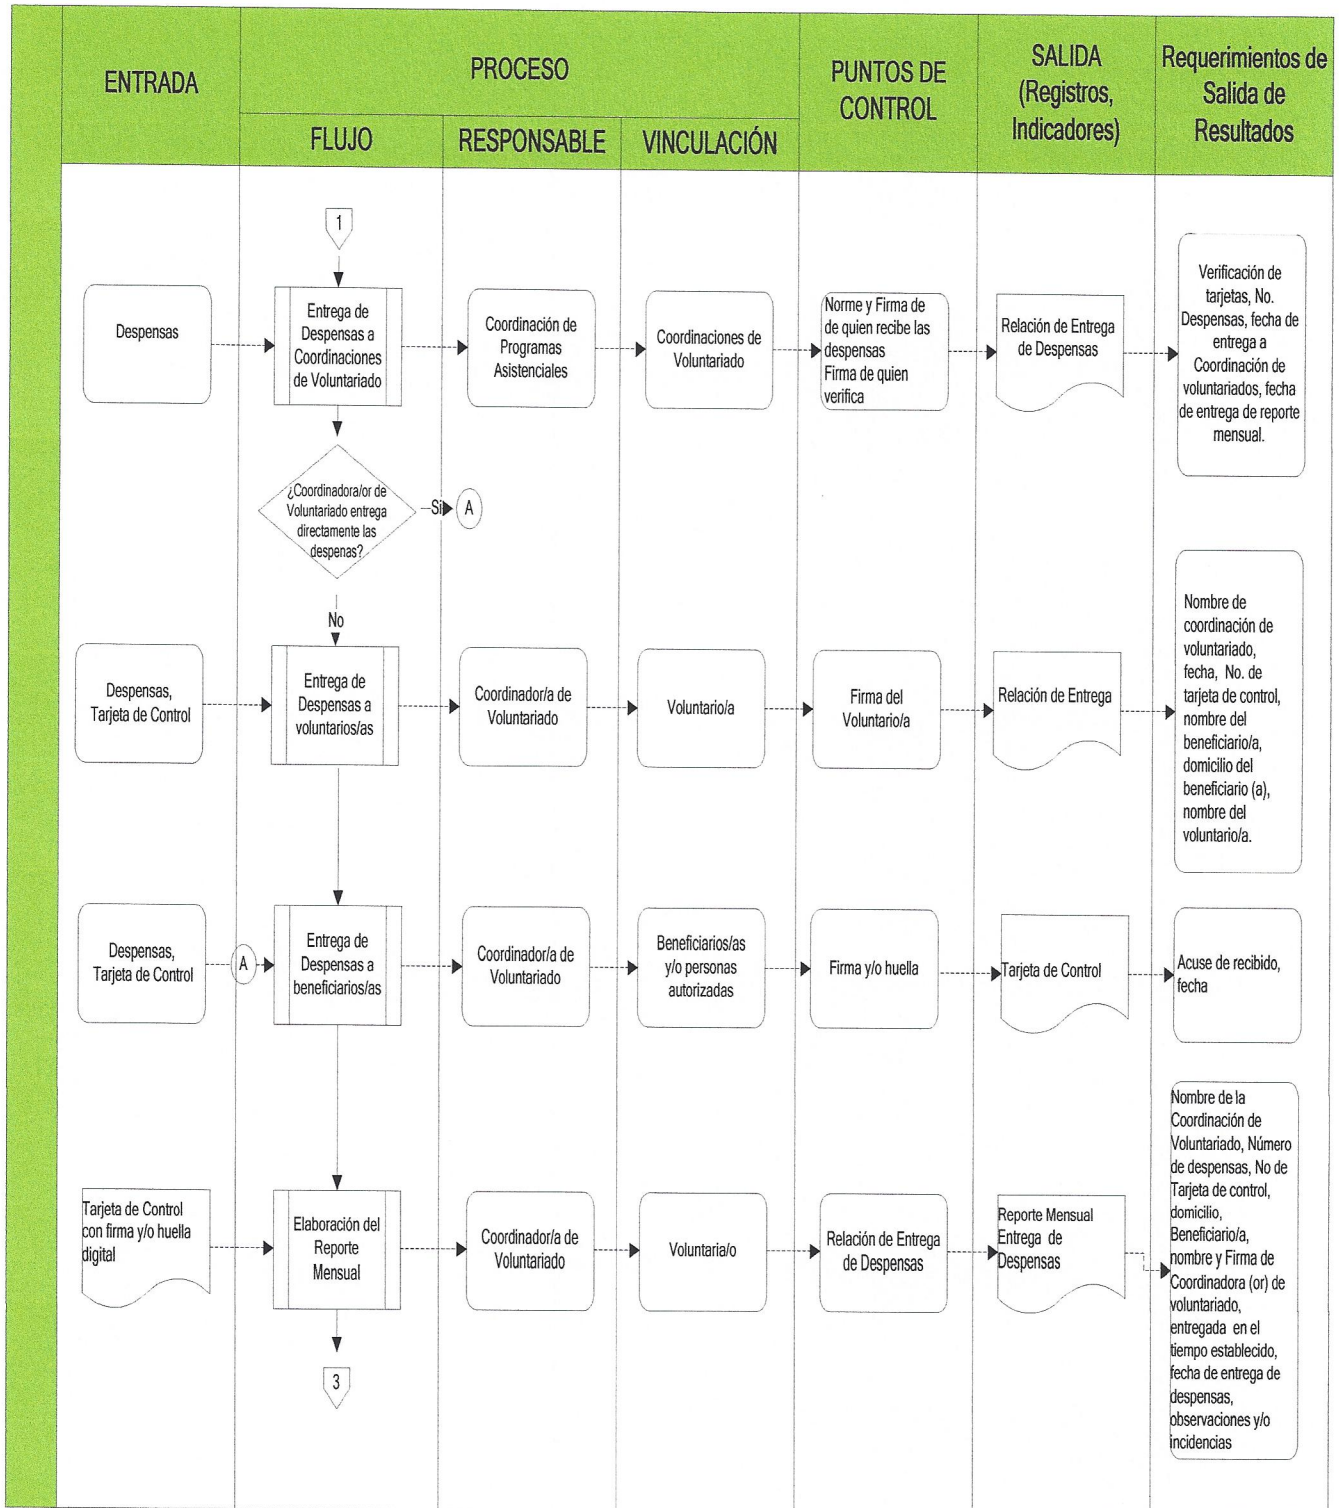 ENTRADA
PROCESO
PUNTOS DE
CONTROL
SALIDA
(Registros,
Indicadores)
Requerimientos de
Salida de
Resultados
FLUJO
RESPONSABLE
VINCULACIÓN
1
Despensas
Entrega de
Despensas a
Coordinaciones
de Voluntariado
Coordinación de
Programas
Asistenciales
Coordinaciones de
Voluntariado
Norme y Firma de
de quien recibe las
despensas
Firma de quien
verifica
Relación de Entrega
de Despensas
Verificación de
tarjetas, No.
Despensas, fecha de
entrega a
Coordinación de
voluntariados, fecha
de entrega de reporte
mensual.
¿Coordinadora/or de
Voluntariado entrega
directamente las
despenas?
Si
A
No
Despensas,
Tarjeta de Control
Entrega de
Despensas a
voluntarios/as
Coordinador/a de
Voluntariado
Voluntario/a
Firma del
Voluntario/a
Relación de Entrega
Nombre de
coordinación de
voluntariado,
fecha, No. de
tarjeta de control,
nombre del
beneficiario/a,
domicilio del
beneficiario (a),
nombre del
voluntario/a.
Despensas,
Tarjeta de Control
A
Entrega de
Despensas a
beneficiarios/as
Coordinador/a de
Voluntariado
Beneficiarios/as
y/o personas
autorizadas
Firma y/o huella
Tarjeta de Control
Acuse de recibido,
fecha
Tarjeta de Control
con firma y/o huella
digital
Elaboración del
Reporte
Mensual
Coordinador/a de
Voluntariado
Voluntaria/o
Relación de Entrega
de Despensas
Reporte Mensual
Entrega de
Despensas
Nombre de la
Coordinación de
Voluntariado, Número
de despensas, No de
Tarjeta de control,
domicilio,
Beneficiario/a,
nombre y Firma de
Coordinadora (or) de
voluntariado,
entregada en el
tiempo establecido,
fecha de entrega de
despensas,
observaciones y/o
incidencias
3